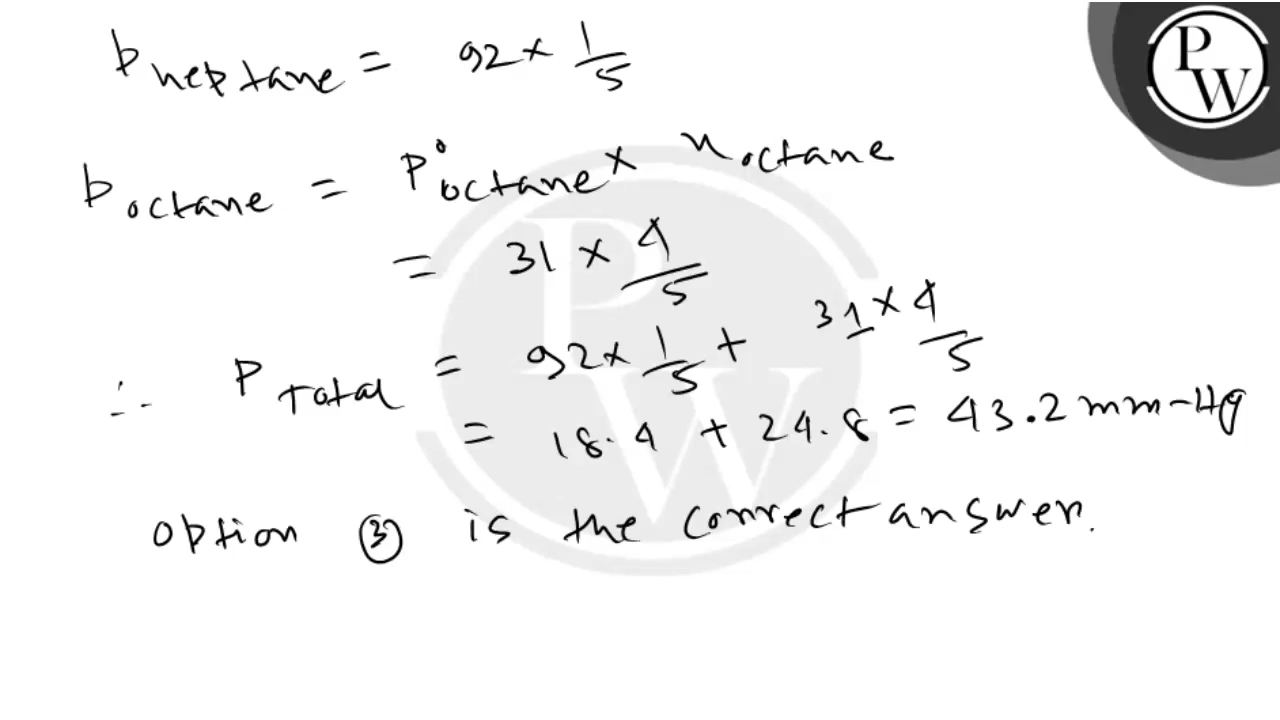 PW
p heptane = 92 × 1/5
p octane = P° octane × x octane
= 31 × 4/5
∴ P Total = 92 × 1/5 + 31 × 4/5
= 18.4 + 24.8 = 43.2 mm-Hg
option ③ is the correct answer.